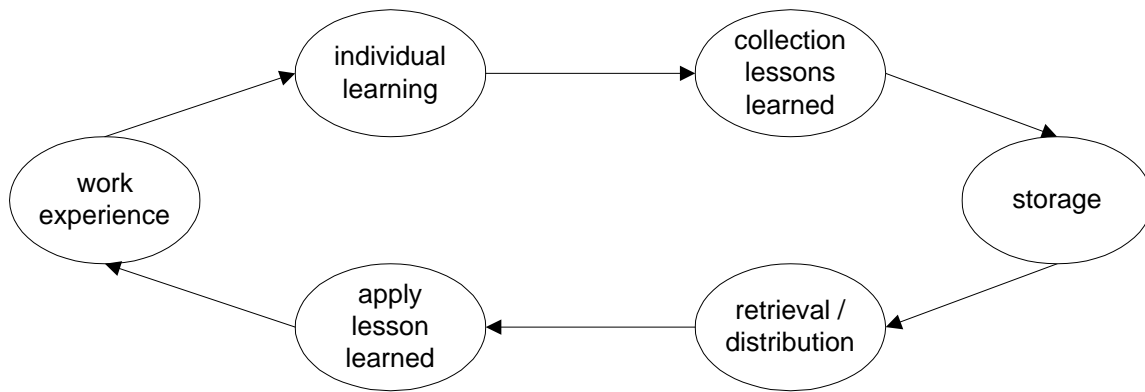 individual
learning
collection
lessons
learned
work
experience
storage
apply
lesson
learned
retrieval /
distribution